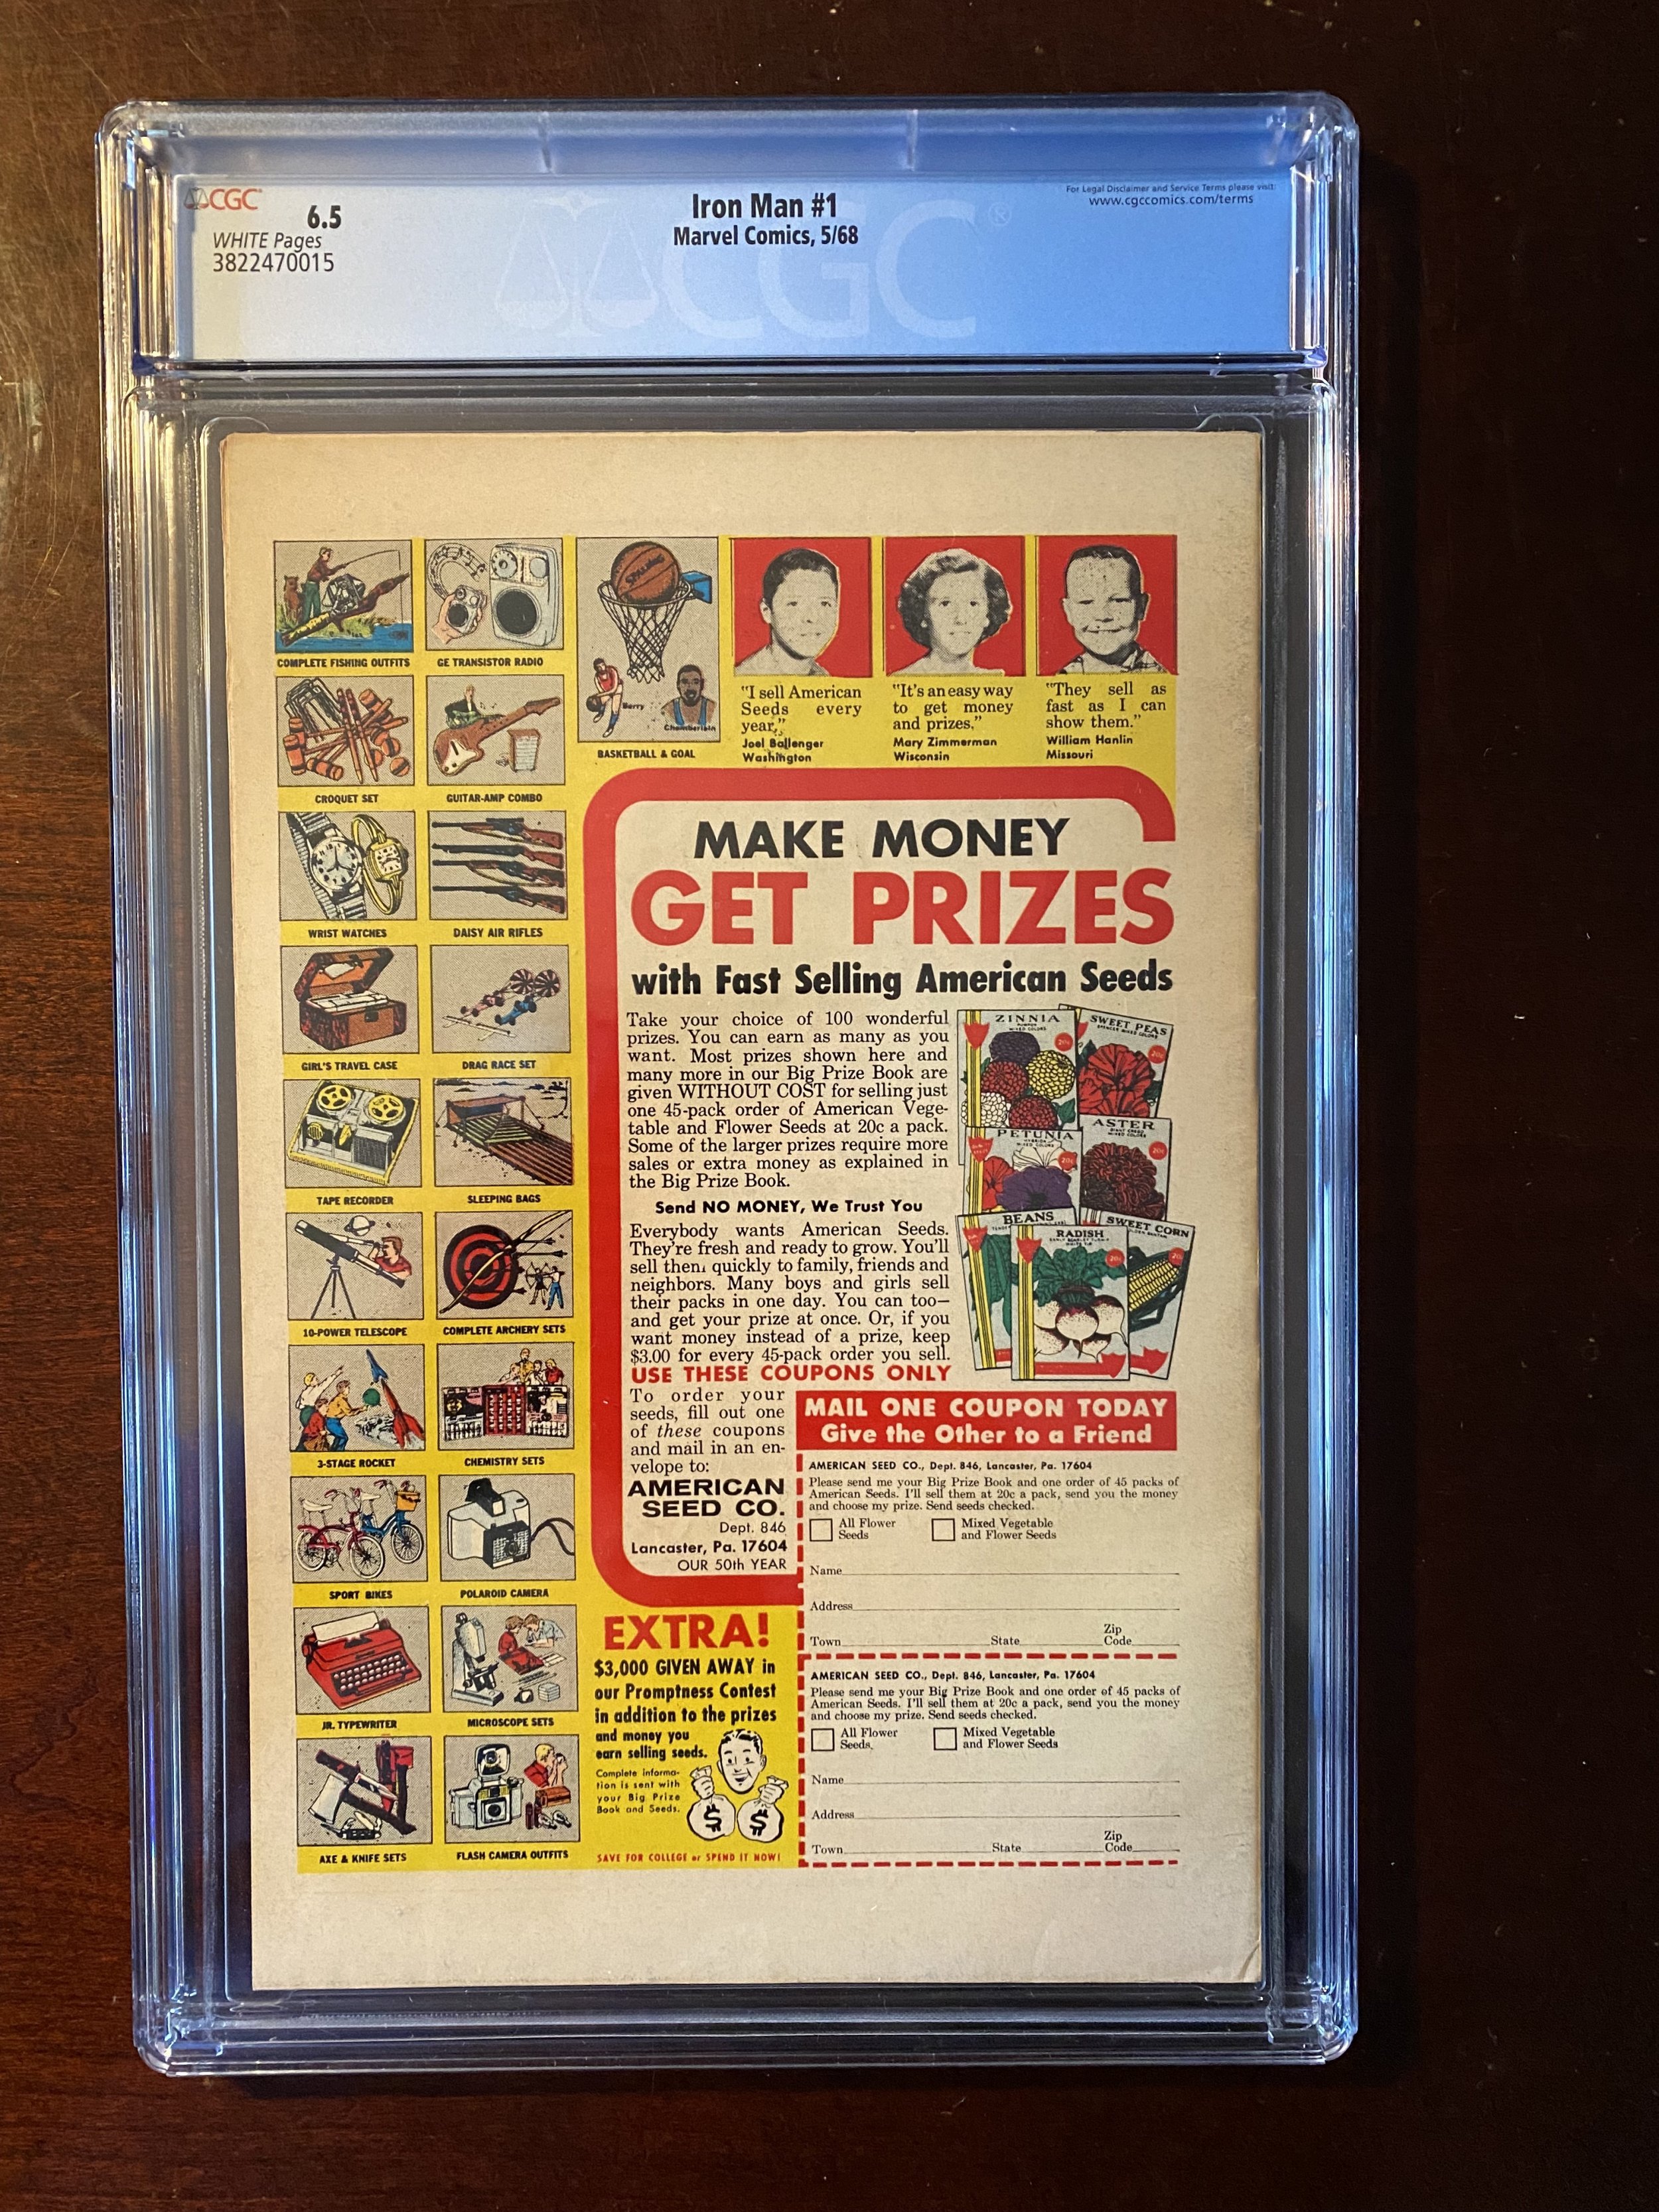 CGC
6.5
WHITE Pages
3822470015
Iron Man #1
Marvel Comics, 5/68
For Legal Disclaimer and Service Terms please visit:
www.cgccomics.com/terms
CGC®
COMPLETE FISHING OUTFITS
GE TRANSISTOR RADIO
SPALDING
Barry
Chamberlain
BASKETBALL & GOAL
"I sell American
Seeds every
year,"
Joel Ballenger
Washington
"It's an easy way
to get money
and prizes."
Mary Zimmerman
Wisconsin
"They sell as
fast as I can
show them."
William Hanlin
Missouri
CROQUET SET
GUITAR-AMP COMBO
WRIST WATCHES
DAISY AIR RIFLES
GIRL'S TRAVEL CASE
DRAG RACE SET
TAPE RECORDER
SLEEPING BAGS
10-POWER TELESCOPE
COMPLETE ARCHERY SETS
3-STAGE ROCKET
CHEMISTRY SETS
SPORT BIKES
POLAROID CAMERA
JR. TYPEWRITER
MICROSCOPE SETS
AXE & KNIFE SETS
FLASH CAMERA OUTFITS
MAKE MONEY
GET PRIZES
with Fast Selling American Seeds
Take your choice of 100 wonderful
prizes. You can earn as many as you
want. Most prizes shown here and
many more in our Big Prize Book are
given WITHOUT COST for selling just
one 45-pack order of American Vege-
table and Flower Seeds at 20c a pack.
Some of the larger prizes require more
sales or extra money as explained in
the Big Prize Book.
Send NO MONEY, We Trust You
Everybody wants American Seeds.
They're fresh and ready to grow. You'll
sell them quickly to family, friends and
neighbors. Many boys and girls sell
their packs in one day. You can too—
and get your prize at once. Or, if you
want money instead of a prize, keep
$3.00 for every 45-pack order you sell.
USE THESE COUPONS ONLY
ZINNIA
MIXED COLORS
20c
SWEET PEAS
SPENCER MIXED COLORS
20c
PETUNIA
MIXED COLORS
20c
ASTER
MIXED COLORS
20c
BEANS
RADISH
20c
SWEET CORN
20c
To order your
seeds, fill out one
of these coupons
and mail in an en-
velope to:
AMERICAN
SEED CO.
Dept. 846
Lancaster, Pa. 17604
OUR 50th YEAR
MAIL ONE COUPON TODAY
Give the Other to a Friend
AMERICAN SEED CO., Dept. 846, Lancaster, Pa. 17604
Please send me your Big Prize Book and one order of 45 packs of
American Seeds. I'll sell them at 20c a pack, send you the money
and choose my prize. Send seeds checked.
All Flower
Seeds
Mixed Vegetable
and Flower Seeds
Name
Address
Town State Zip Code
AMERICAN SEED CO., Dept. 846, Lancaster, Pa. 17604
Please send me your Big Prize Book and one order of 45 packs of
American Seeds. I'll sell them at 20c a pack, send you the money
and choose my prize. Send seeds checked.
All Flower
Seeds
Mixed Vegetable
and Flower Seeds
Name
Address
Town State Zip Code
EXTRA!
$3,000 GIVEN AWAY in
our Promptness Contest
in addition to the prizes
and money you
earn selling seeds.
Complete informa-
tion is sent with
your Big Prize
Book and Seeds.
$ $
SAVE FOR COLLEGE or SPEND IT NOW!